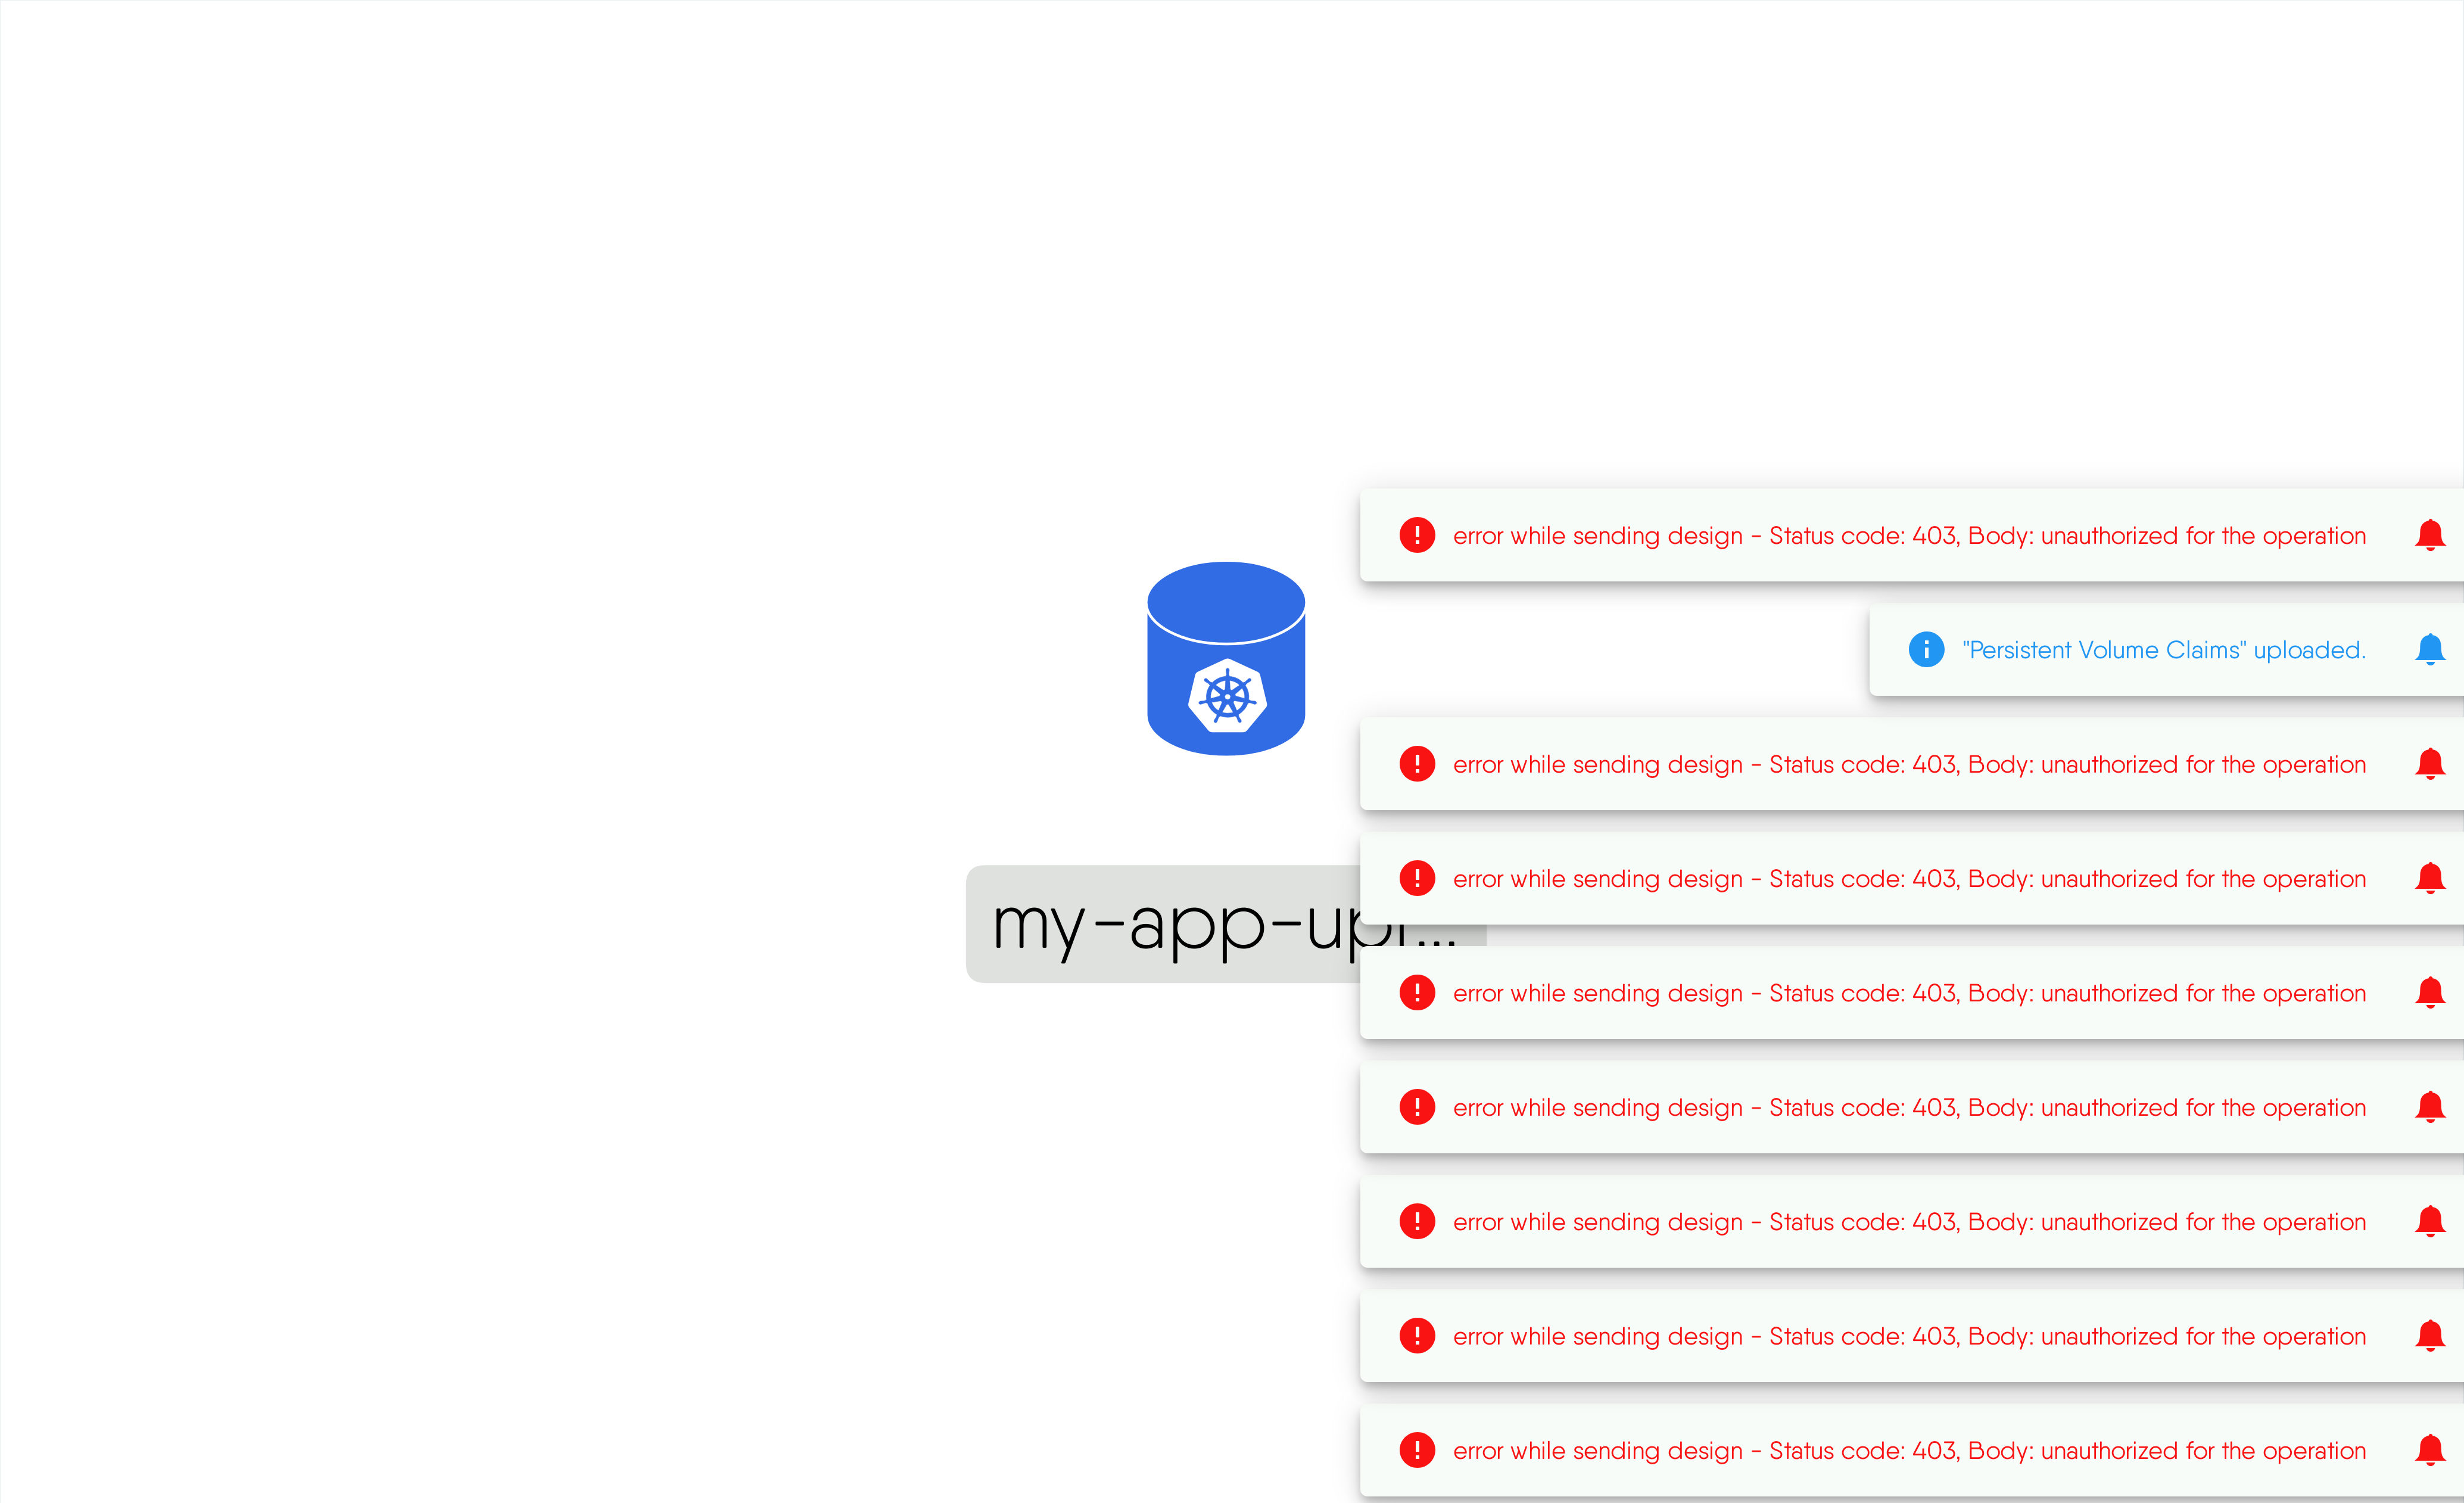 error while sending design - Status code: 403, Body: unauthorized for the operation
"Persistent Volume Claims" uploaded.
error while sending design - Status code: 403, Body: unauthorized for the operation
error while sending design - Status code: 403, Body: unauthorized for the operation
my-app-upl...
error while sending design - Status code: 403, Body: unauthorized for the operation
error while sending design - Status code: 403, Body: unauthorized for the operation
error while sending design - Status code: 403, Body: unauthorized for the operation
error while sending design - Status code: 403, Body: unauthorized for the operation
error while sending design - Status code: 403, Body: unauthorized for the operation